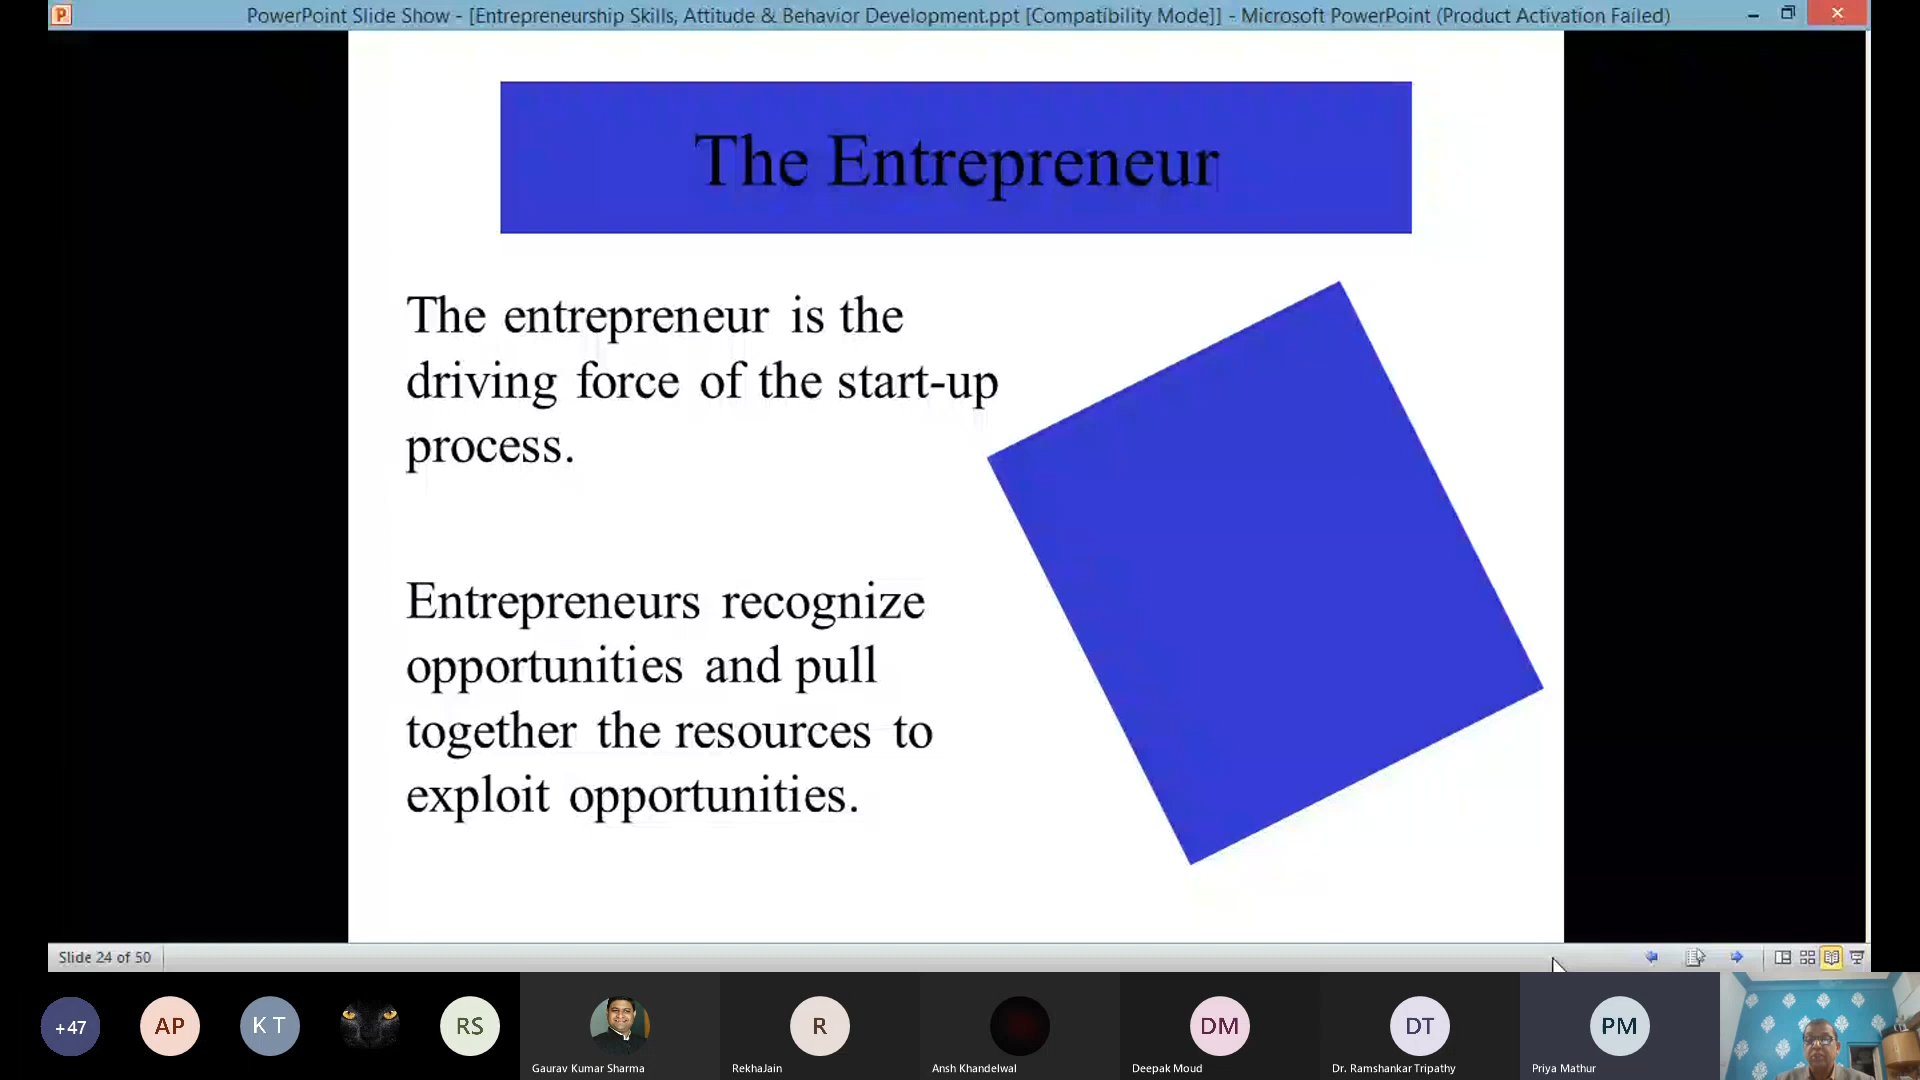 PowerPoint Slide Show - [Entrepreneurship Skills, Attitude & Behavior Development.ppt [Compatibility Mode]] - Microsoft PowerPoint (Product Activation Failed)
The Entrepreneur
The entrepreneur is the
driving force of the start-up
process.
Entrepreneurs recognize
opportunities and pull
together the resources to
exploit opportunities.
Slide 24 of 50
+47
AP
K T
RS
Gaurav Kumar Sharma
R
RekhaJain
Ansh Khandelwal
DM
Deepak Moud
DT
Dr. Ramshankar Tripathy
PM
Priya Mathur